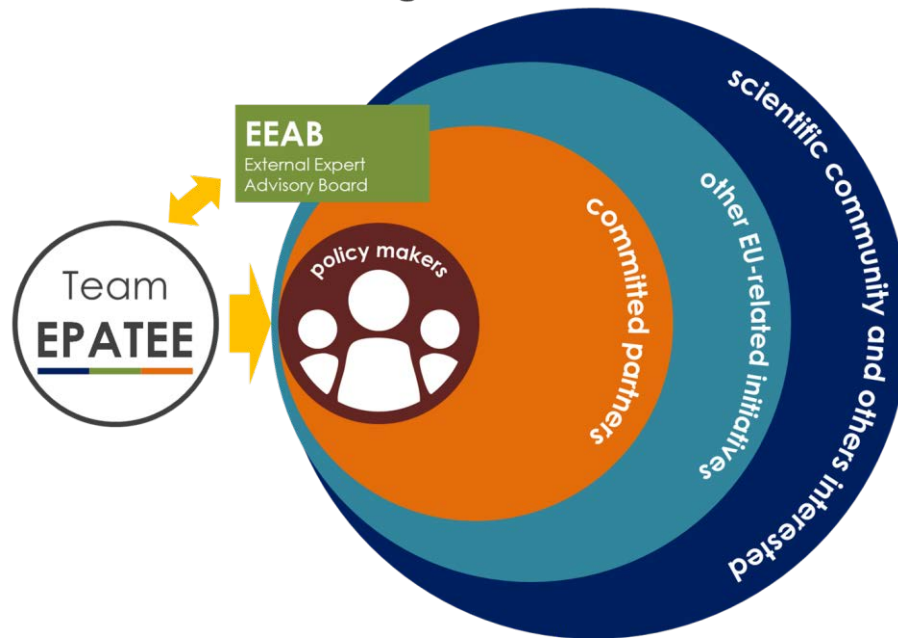 EEAB
External Expert
Advisory Board
Team
EPATEE
policy makers
committed partners
other EU-related initiatives
scientific community and others interested